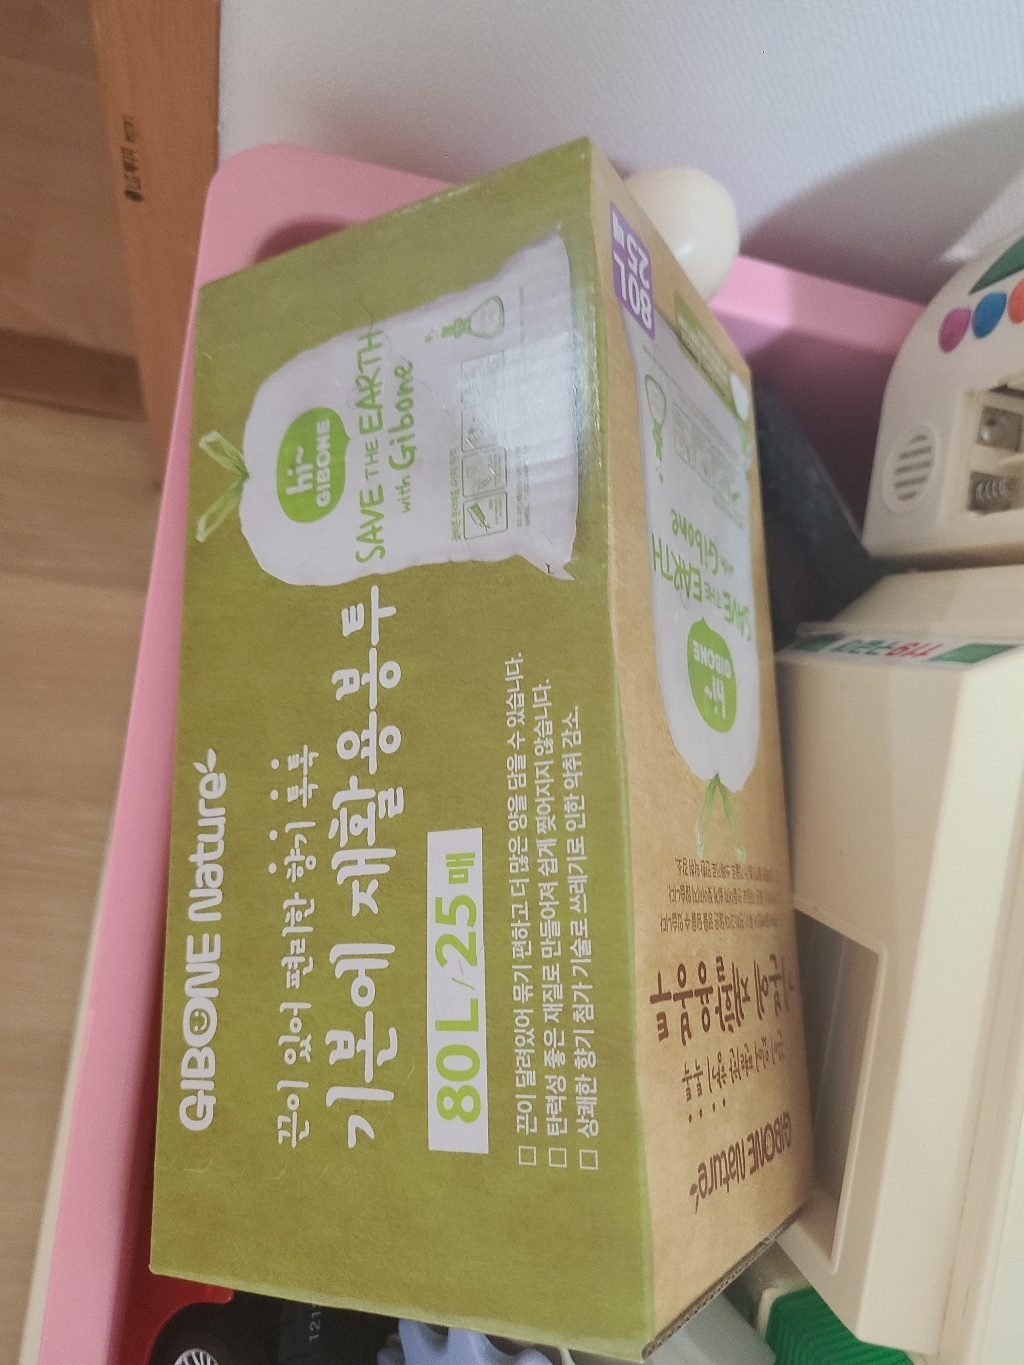 GIBONE Nature
끈이 있어 편리한 향기 톡톡
기본에 재활용봉투
80L/25매
□ 끈이 달려있어 묶기 편하고 더 많은 양을 담을 수 있습니다.
□ 탄력성 좋은 재질로 만들어져 쉽게 찢어지지 않습니다.
□ 상쾌한 향기 첨가 기술로 쓰레기로 인한 악취 감소.
hi~
GIBONE
SAVE THE EARTH
with Gibone
80L
25매
hi~
GIBONE
SAVE THE EARTH
with Gibone
GIBONE Nature
119
121